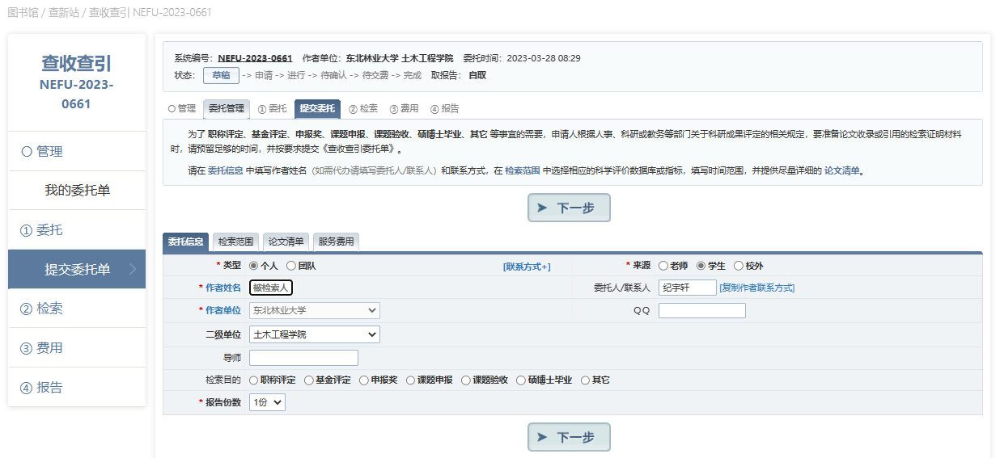 图书馆 / 查新站 / 查收查引 NEFU-2023-0661
查收查引
NEFU-2023-
0661
〇 管理
我的委托单
① 委托
提交委托单
② 检索
③ 费用
④ 报告
系统编号: NEFU-2023-0661 作者单位: 东北林业大学 土木工程学院 委托时间: 2023-03-28 08:29
状态: 草稿 -> 申请 -> 进行 -> 待确认 -> 待交费 -> 完成 取报告: 自取
〇 管理 委托管理 ① 委托 提交委托 ② 检索 ③ 费用 ④ 报告
为了 职称评定、基金评定、申报奖、课题申报、课题验收、硕博士毕业、其它 等事宜的需要，申请人根据人事、科研或教务等部门关于科研成果评定的相关规定，要准备论文收录或引用的检索证明材料
时，请预留足够的时间，并按要求提交《查收查引委托单》。
请在 委托信息 中填写作者姓名（如需代办请填写委托人/联系人）和联系方式，在 检索范围 中选择相应的科学评价数据库或指标，填写时间范围，并提供尽量详细的 论文清单。
➤ 下一步
委托信息 检索范围 论文清单 服务费用
* 类型 个人 团队 [联系方式+] * 来源 老师 学生 校外
* 作者姓名 被检索人 委托人/联系人 纪宇轩 [复制作者联系方式]
* 作者单位 东北林业大学 QQ
二级单位 土木工程学院
导师
检索目的 职称评定 基金评定 申报奖 课题申报 课题验收 硕博士毕业 其它
* 报告份数 1份
➤ 下一步